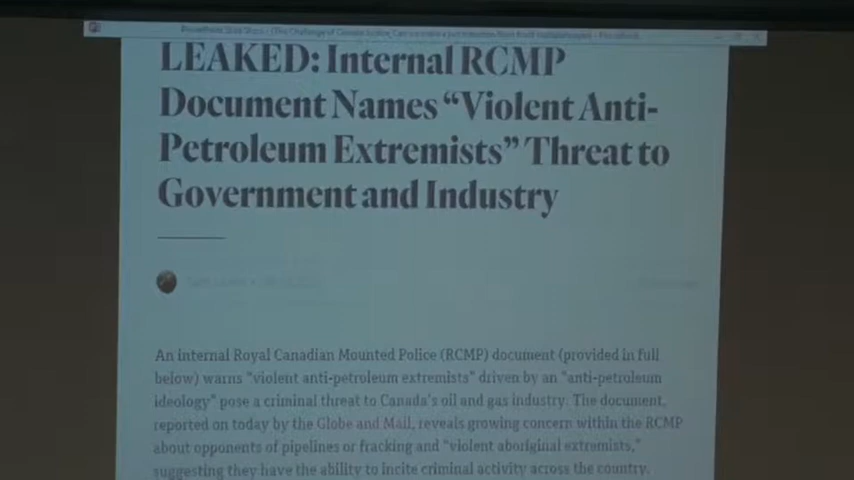 LEAKED: Internal RCMP
Document Names “Violent Anti-
Petroleum Extremists” Threat to
Government and Industry
An internal Royal Canadian Mounted Police (RCMP) document (provided in full
below) warns "violent anti-petroleum extremists" driven by an "anti-petroleum
ideology" pose a criminal threat to Canada's oil and gas industry. The document,
reported on today by the Globe and Mail, reveals growing concern within the RCMP
about opponents of pipelines or fracking and "violent aboriginal extremists,"
suggesting they have the ability to incite criminal activity across the country.